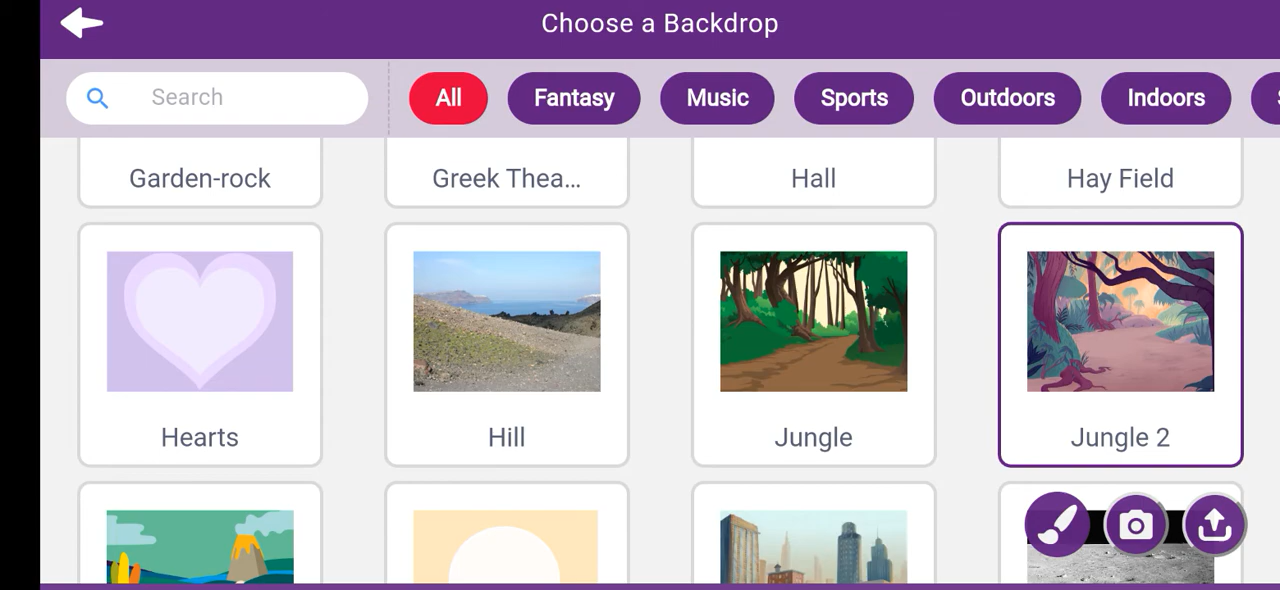 Choose a Backdrop
Search
All
Fantasy
Music
Sports
Outdoors
Indoors
Garden-rock
Greek Thea...
Hall
Hay Field
Hearts
Hill
Jungle
Jungle 2